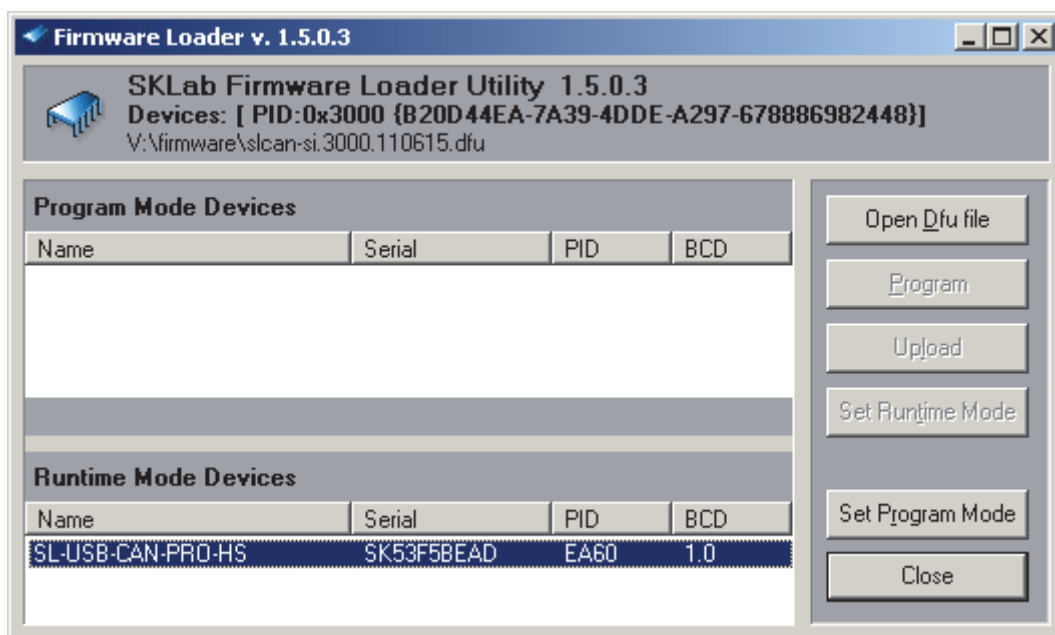 Firmware Loader v. 1.5.0.3
SKLab Firmware Loader Utility 1.5.0.3
Devices: [ PID:0x3000 {B20D44EA-7A39-4DDE-A297-678886982448}]
V:\firmware\slcan-si.3000.110615.dfu
Program Mode Devices
Name Serial PID BCD
Open Dfu file
Program
Upload
Set Runtime Mode
Runtime Mode Devices
Name Serial PID BCD
SL-USB-CAN-PRO-HS SK53F5BEAD EA60 1.0
Set Program Mode
Close